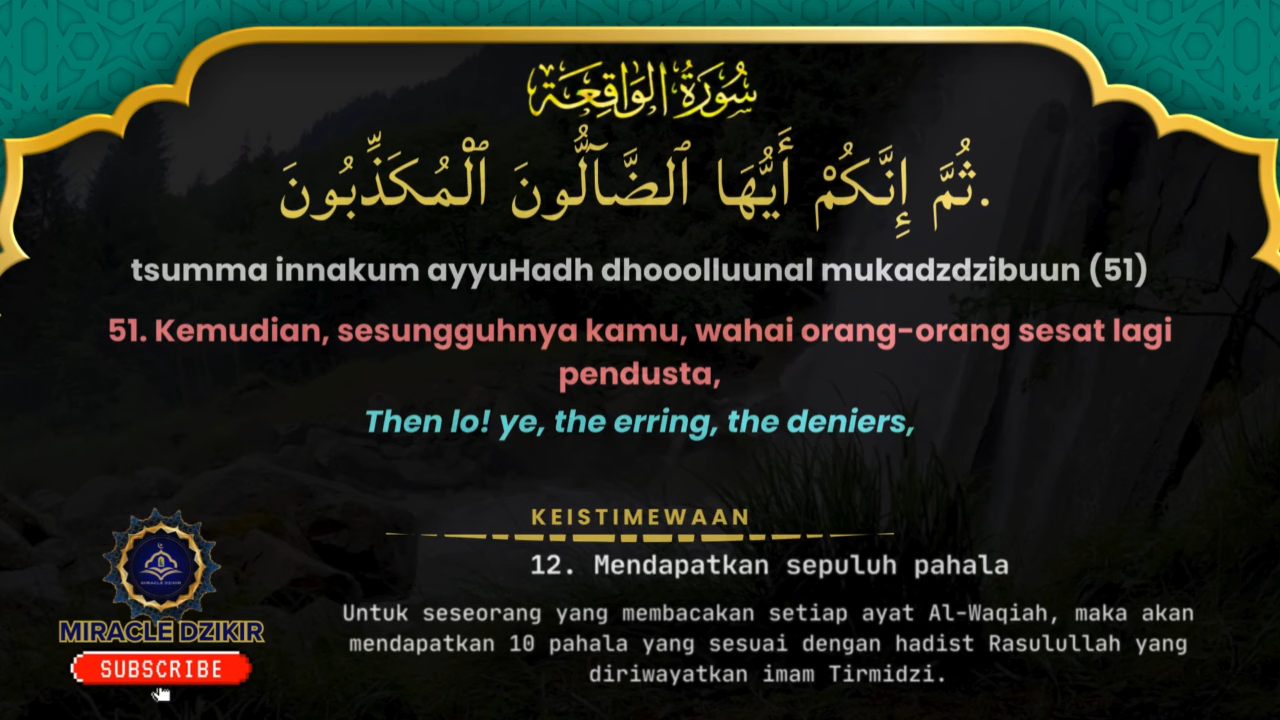 سُورَةُ الوَاقِعَة
ثُمَّ إِنَّكُمْ أَيُّهَا ٱلضَّآلُّونَ ٱلْمُكَذِّبُونَ.
tsumma innakum ayyuHadh dhooolluunal mukadzdzibuun (51)
51. Kemudian, sesungguhnya kamu, wahai orang-orang sesat lagi
pendusta,
Then lo! ye, the erring, the deniers,
KEISTIMEWAAN
12. Mendapatkan sepuluh pahala
Untuk seseorang yang membacakan setiap ayat Al-Waqiah, maka akan
mendapatkan 10 pahala yang sesuai dengan hadist Rasulullah yang
diriwayatkan imam Tirmidzi.
MIRACLE DZIKIR
MIRACLE DZIKIR
SUBSCRIBE